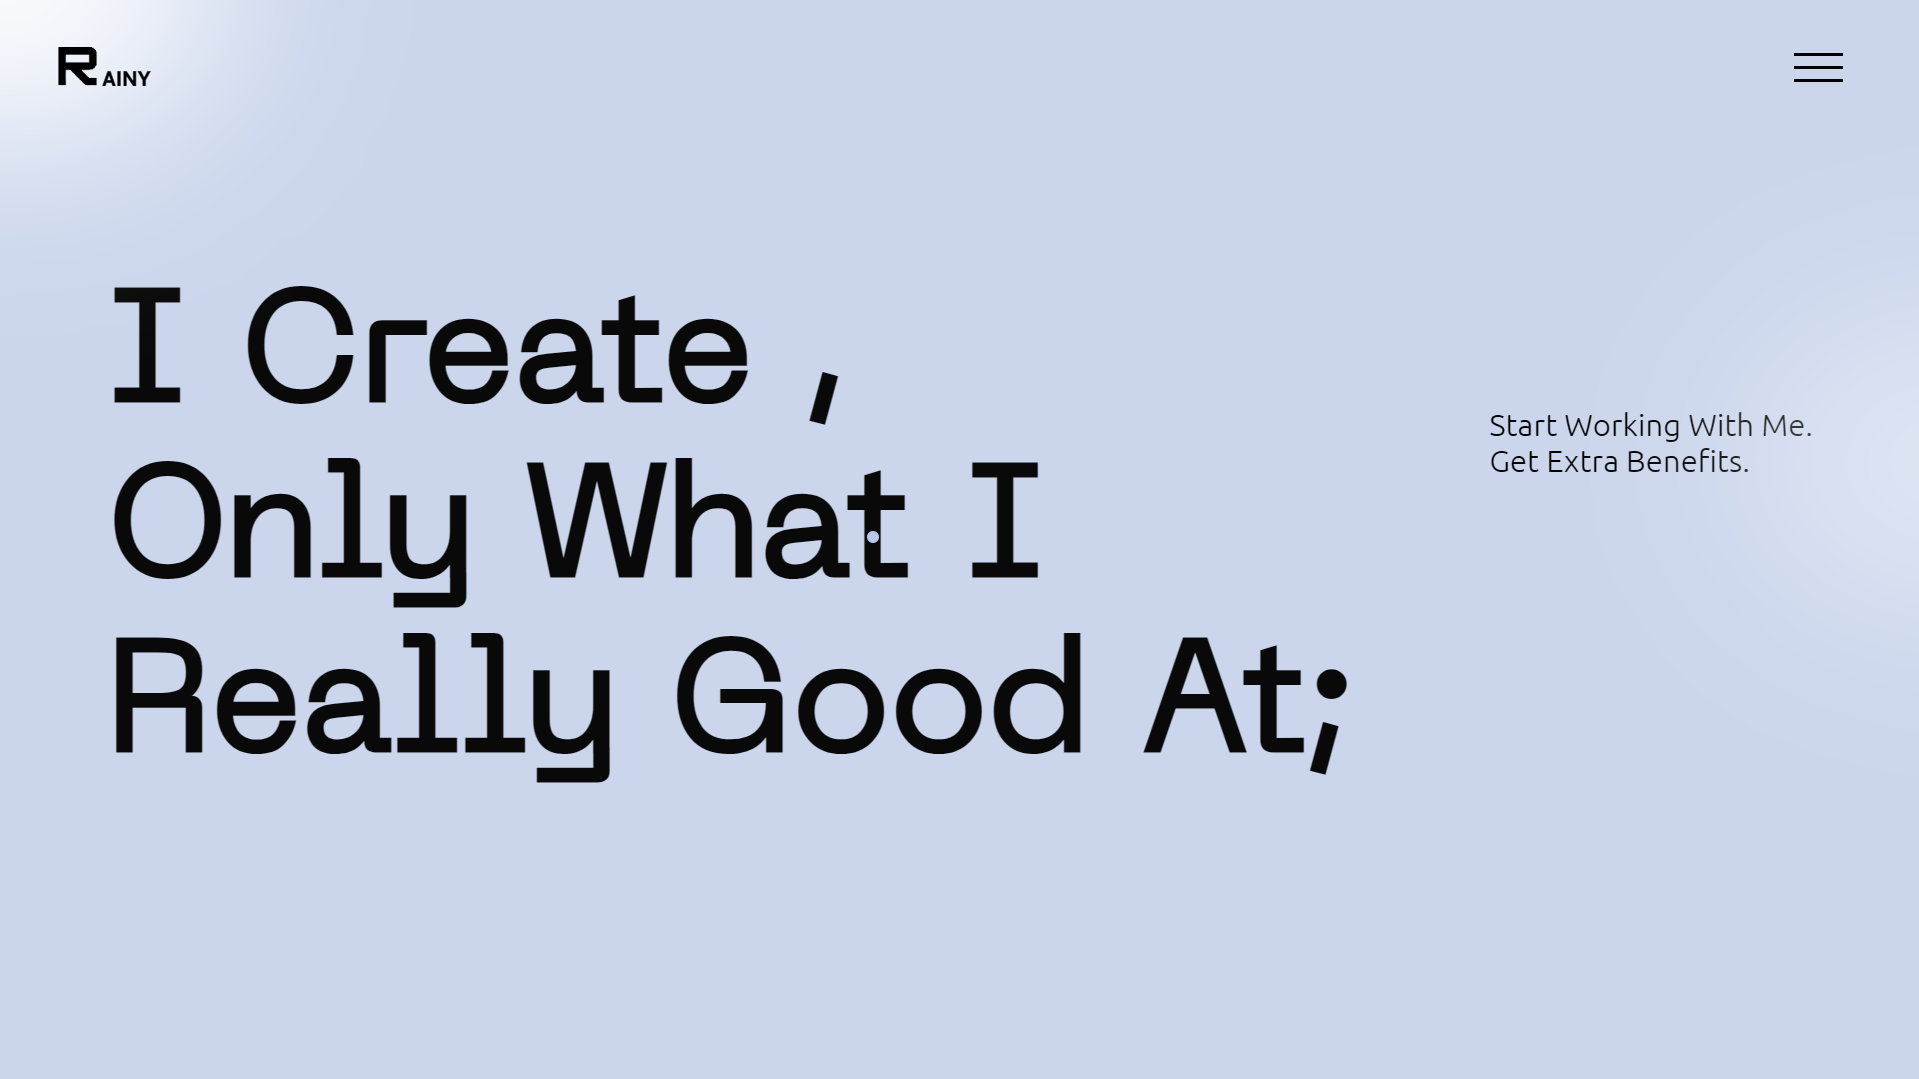 RAINY
I Create ,
Only What I
Really Good At;
Start Working With Me.
Get Extra Benefits.